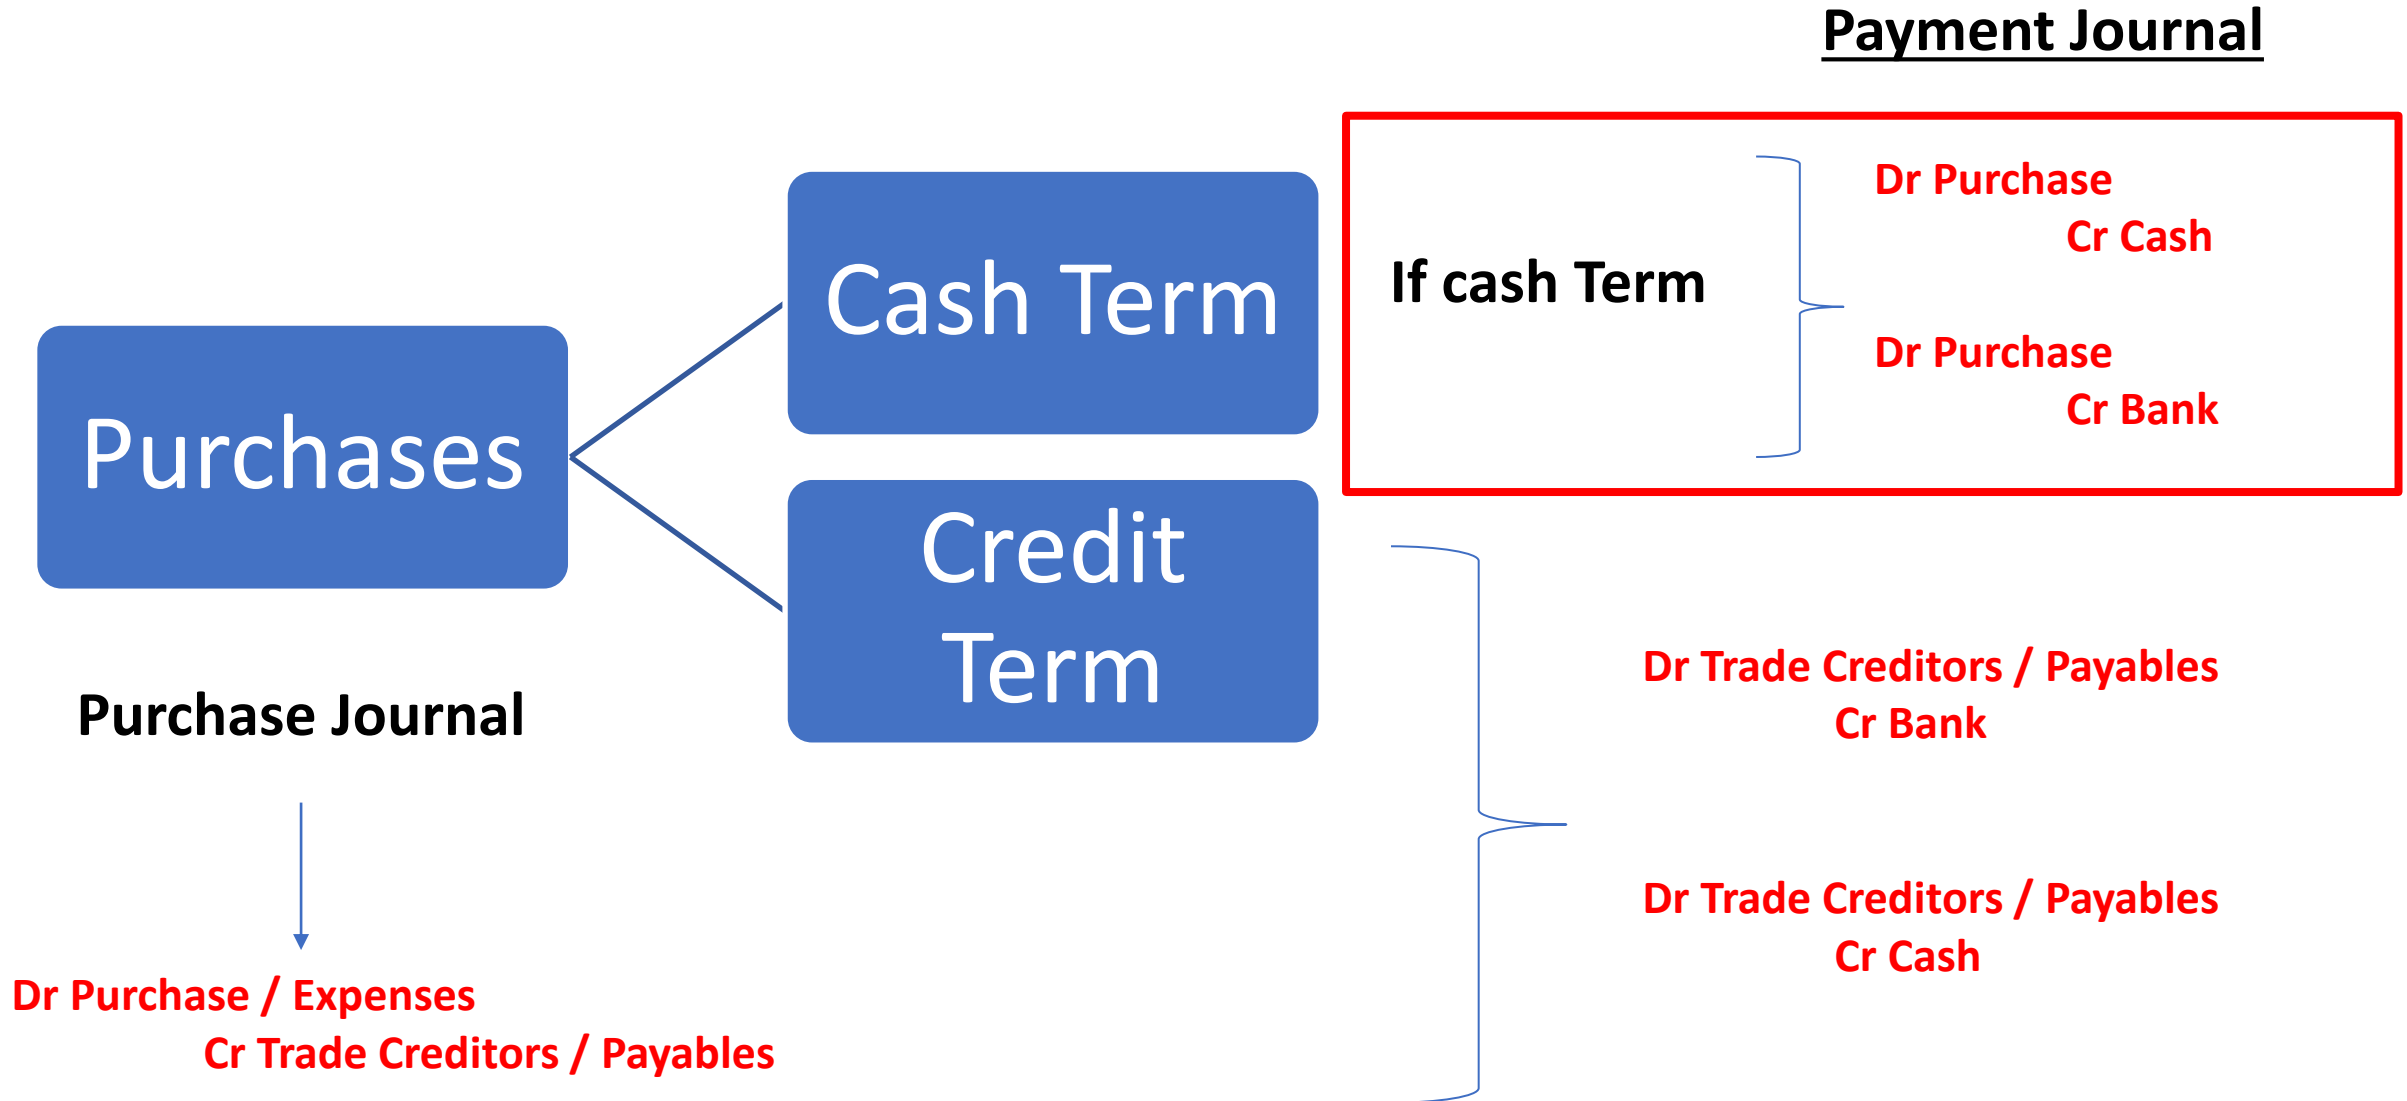 Payment Journal
Purchases
Cash Term
Credit
Term
If cash Term
Dr Purchase
Cr Cash
Dr Purchase
Cr Bank
Dr Trade Creditors / Payables
Cr Bank
Dr Trade Creditors / Payables
Cr Cash
Purchase Journal
Dr Purchase / Expenses
Cr Trade Creditors / Payables